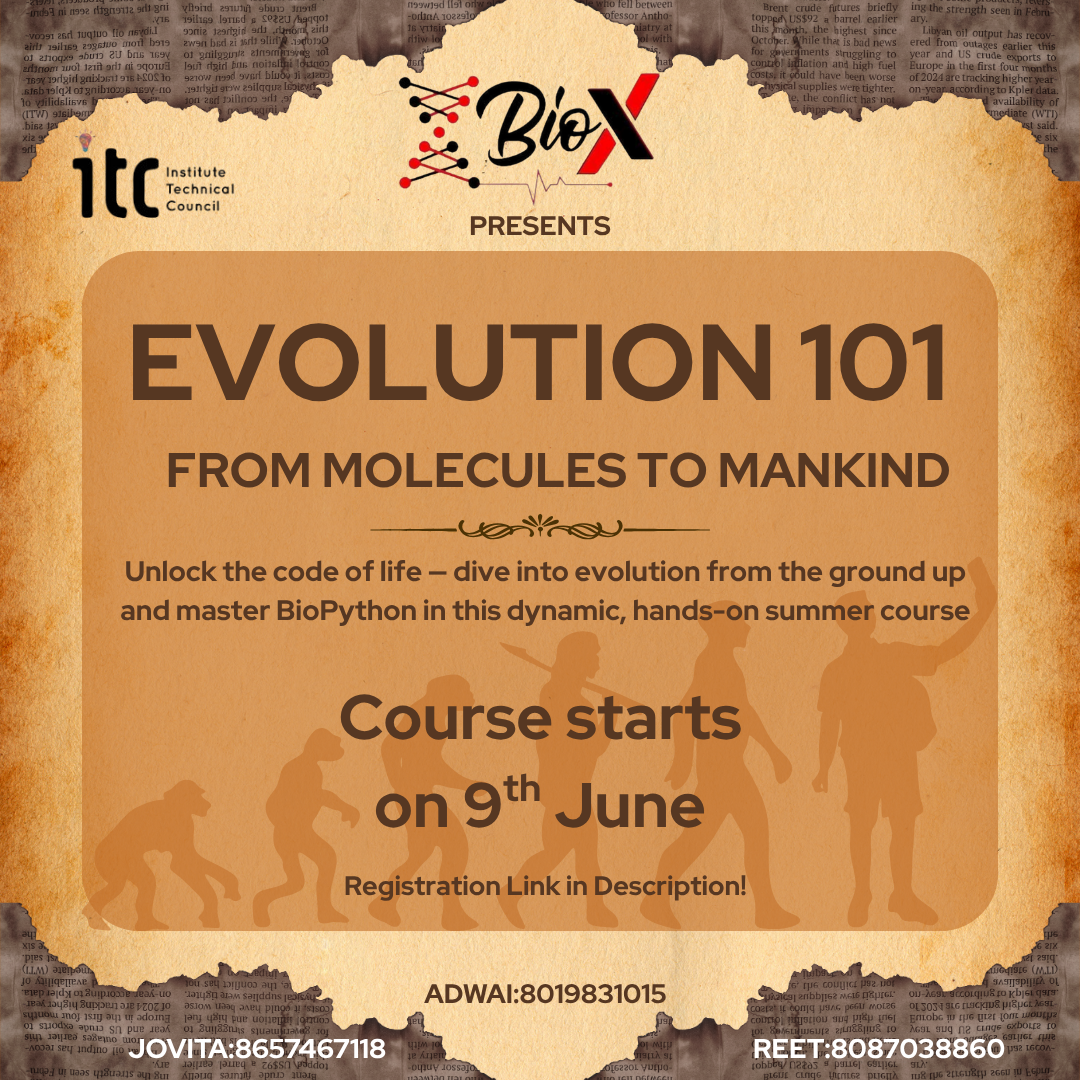 BioX
itc
Institute
Technical
Council
PRESENTS
EVOLUTION 101
FROM MOLECULES TO MANKIND
Unlock the code of life – dive into evolution from the ground up
and master BioPython in this dynamic, hands-on summer course
Course starts
on 9th June
Registration Link in Description!
ADWAI:8019831015
JOVITA:8657467118
REET:8087038860